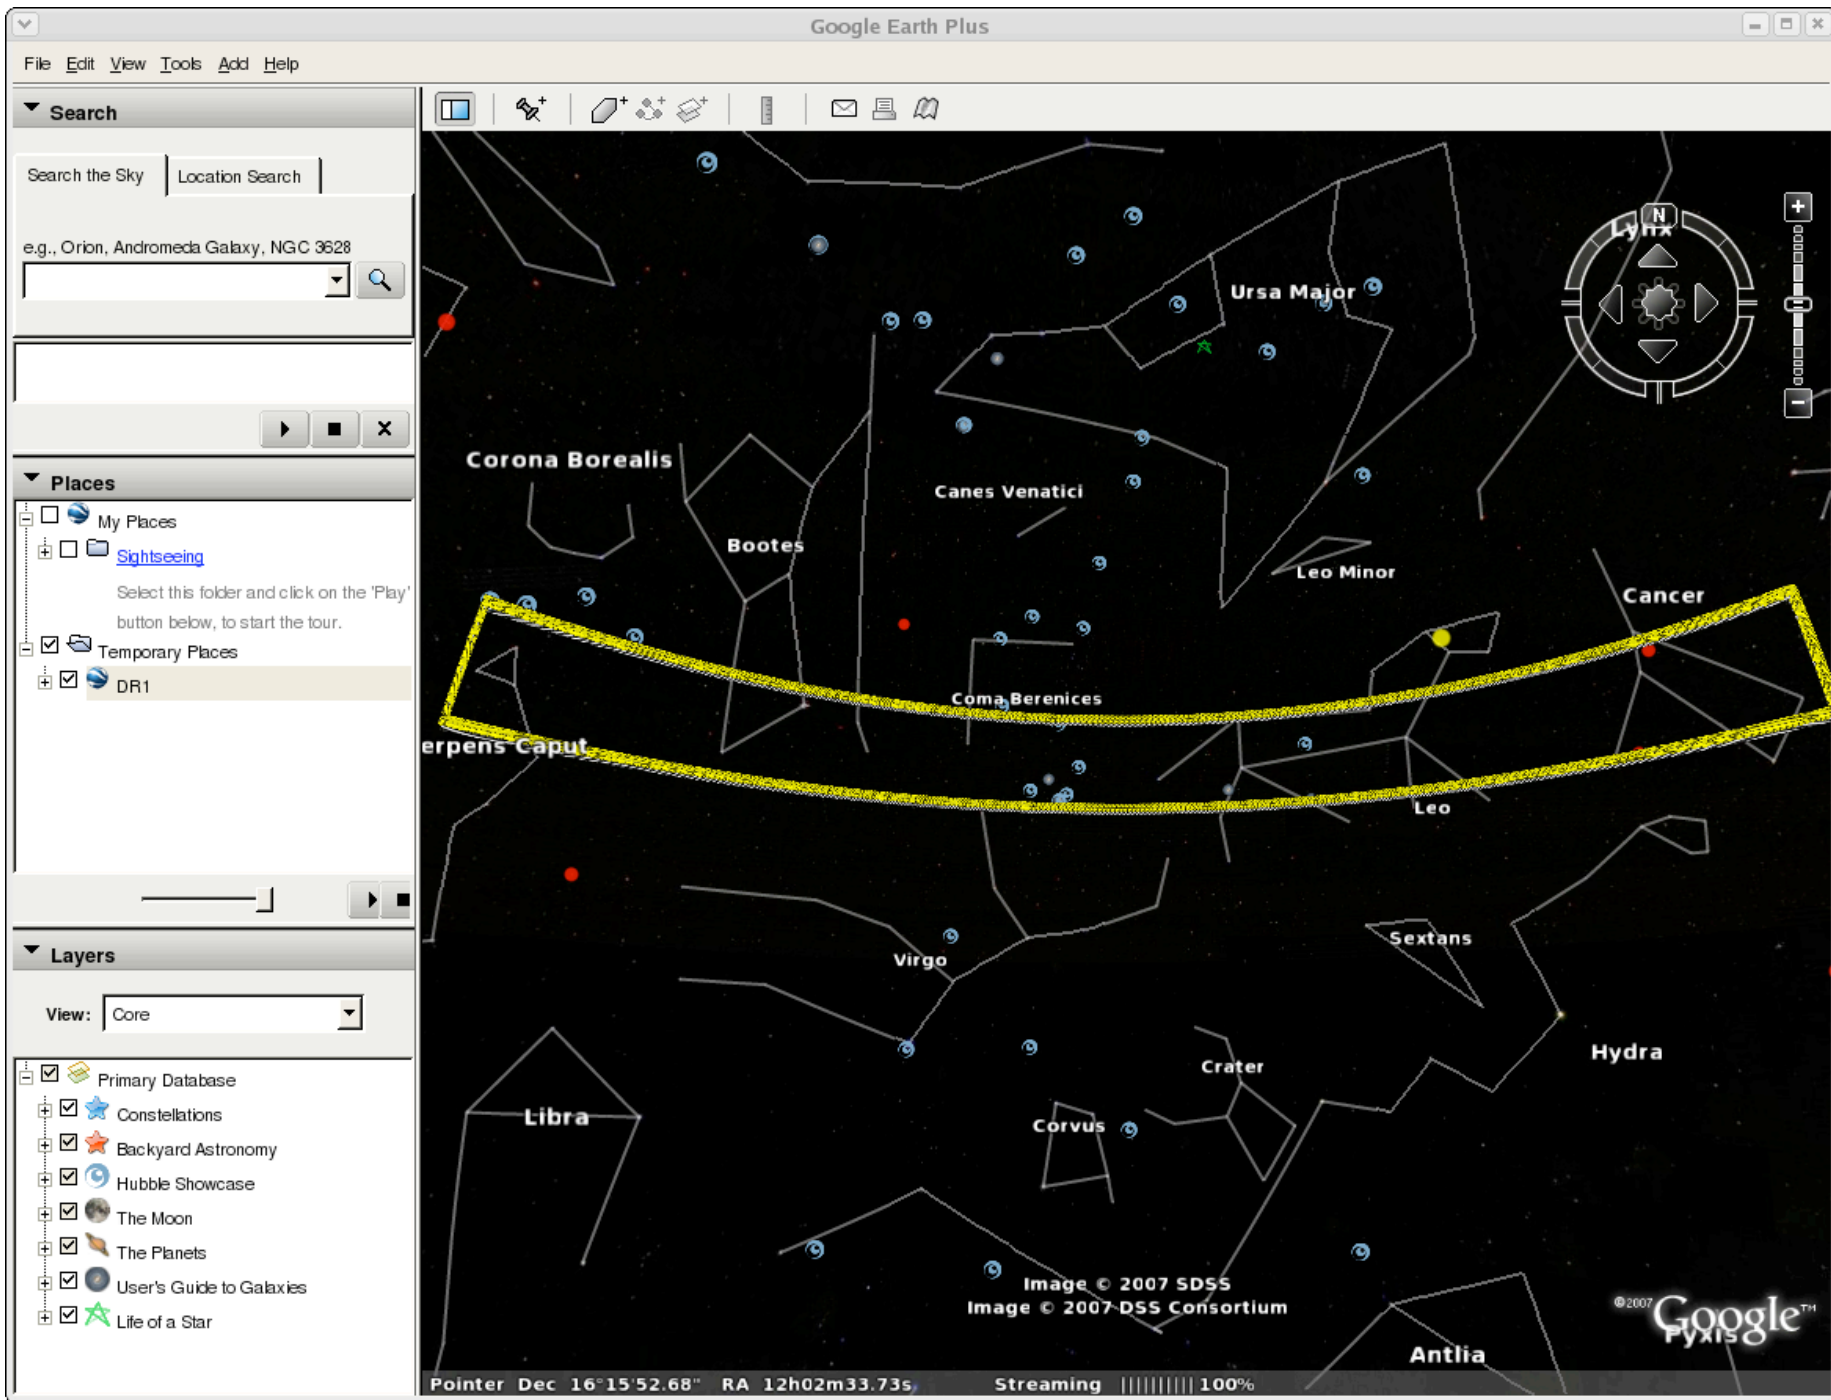 Google Earth Plus
File Edit View Tools Add Help
Search
Search the Sky Location Search
e.g., Orion, Andromeda Galaxy, NGC 3628
Places
My Places
Sightseeing
Select this folder and click on the 'Play'
button below, to start the tour.
Temporary Places
DR1
Layers
View: Core
Primary Database
Constellations
Backyard Astronomy
Hubble Showcase
The Moon
The Planets
User's Guide to Galaxies
Life of a Star
N
Lynx
Ursa Major
Corona Borealis
Canes Venatici
Bootes
Leo Minor
Cancer
Coma Berenices
erpens Caput
Leo
Sextans
Virgo
Hydra
Crater
Libra
Corvus
Image © 2007 SDSS
Image © 2007 DSS Consortium
©2007 Google™
Pyxis
Antlia
Pointer Dec 16°15'52.68" RA 12h02m33.73s Streaming |||||||||| 100%